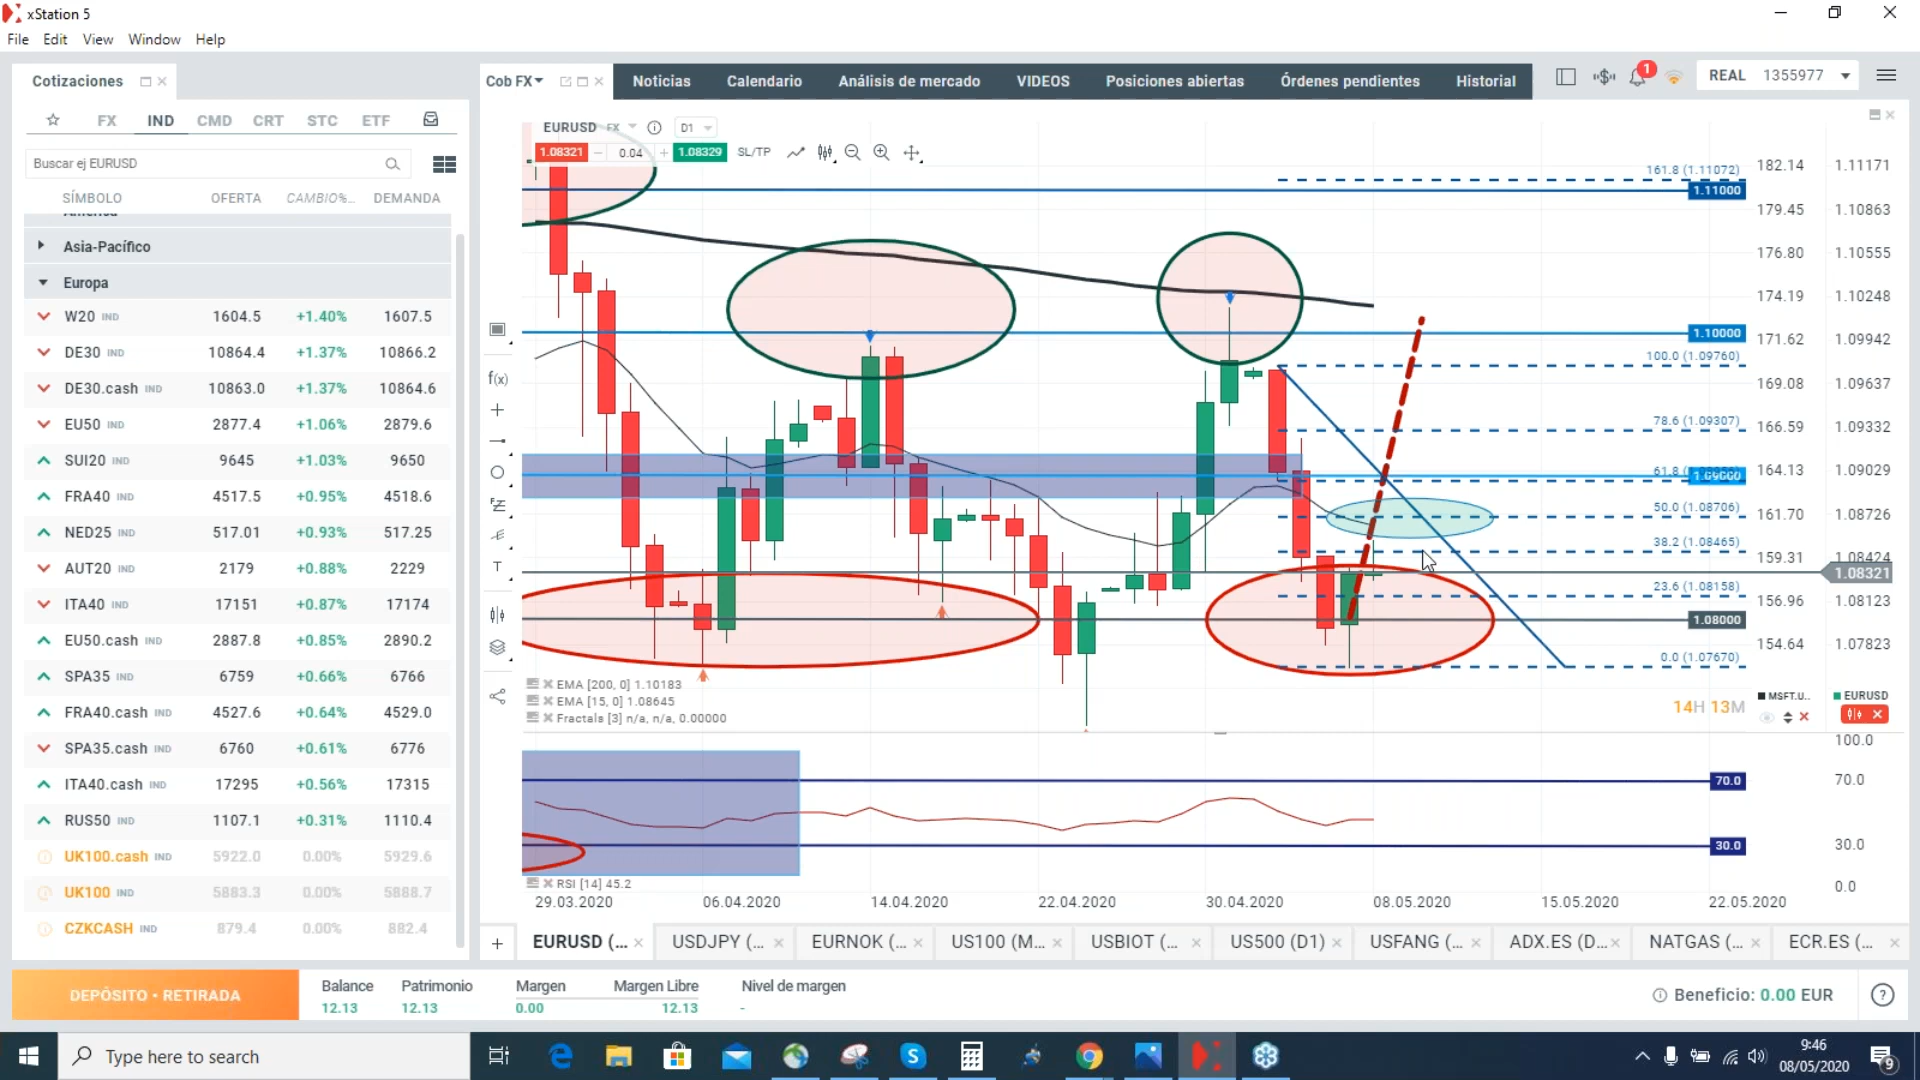 xStation 5
File Edit View Window Help
Cotizaciones
Cob FX
Noticias Calendario Análisis de mercado VIDEOS Posiciones abiertas Órdenes pendientes Historial
1
REAL 1355977
FX IND CMD CRT STC ETF
Buscar ej EURUSD
SÍMBOLO OFERTA CAMBIO%... DEMANDA
Asia-Pacífico
Europa
W20 IND 1604.5 +1.40% 1607.5
DE30 IND 10864.4 +1.37% 10866.2
DE30.cash IND 10863.0 +1.37% 10864.6
EU50 IND 2877.4 +1.06% 2879.6
SUI20 IND 9645 +1.03% 9650
FRA40 IND 4517.5 +0.95% 4518.6
NED25 IND 517.01 +0.93% 517.25
AUT20 IND 2179 +0.88% 2229
ITA40 IND 17151 +0.87% 17174
EU50.cash IND 2887.8 +0.85% 2890.2
SPA35 IND 6759 +0.66% 6766
FRA40.cash IND 4527.6 +0.64% 4529.0
SPA35.cash IND 6760 +0.61% 6776
ITA40.cash IND 17295 +0.56% 17315
RUS50 IND 1107.1 +0.31% 1110.4
UK100.cash IND 5922.0 0.00% 5929.6
UK100 IND 5883.3 0.00% 5888.7
CZKCASH IND 879.4 0.00% 882.4
EURUSD FX D1
1.08321 0.04 1.08329 SL/TP
161.8 (1.11072)
1.11000
1.10000
100.0 (1.09760)
78.6 (1.09307)
50.0 (1.08706)
38.2 (1.08465)
23.6 (1.08158)
1.08000
0.0 (1.07670)
182.14 1.11171
179.45 1.10863
176.80 1.10555
174.19 1.10248
171.62 1.09942
169.08 1.09637
166.59 1.09332
164.13 1.09029
161.70 1.08726
159.31 1.08424
1.08321
156.96 1.08123
154.64 1.07823
f(x)
T
EMA [200, 0] 1.10183
EMA [15, 0] 1.08645
Fractals [3] n/a, n/a, 0.00000
14H 13M
MSFT.U.. EURUSD
100.0
70.0 70.0
30.0 30.0
0.0
RSI [14] 45.2
29.03.2020 06.04.2020 14.04.2020 22.04.2020 30.04.2020 08.05.2020 15.05.2020 22.05.2020
EURUSD (... USDJPY (... EURNOK (... US100 (M... USBIOT (... US500 (D1) USFANG (... ADX.ES (D... NATGAS (... ECR.ES (...
DEPÓSITO • RETIRADA
Balance Patrimonio Margen Margen Libre Nivel de margen
12.13 12.13 0.00 12.13 -
Beneficio: 0.00 EUR
Type here to search
9:46
08/05/2020
9